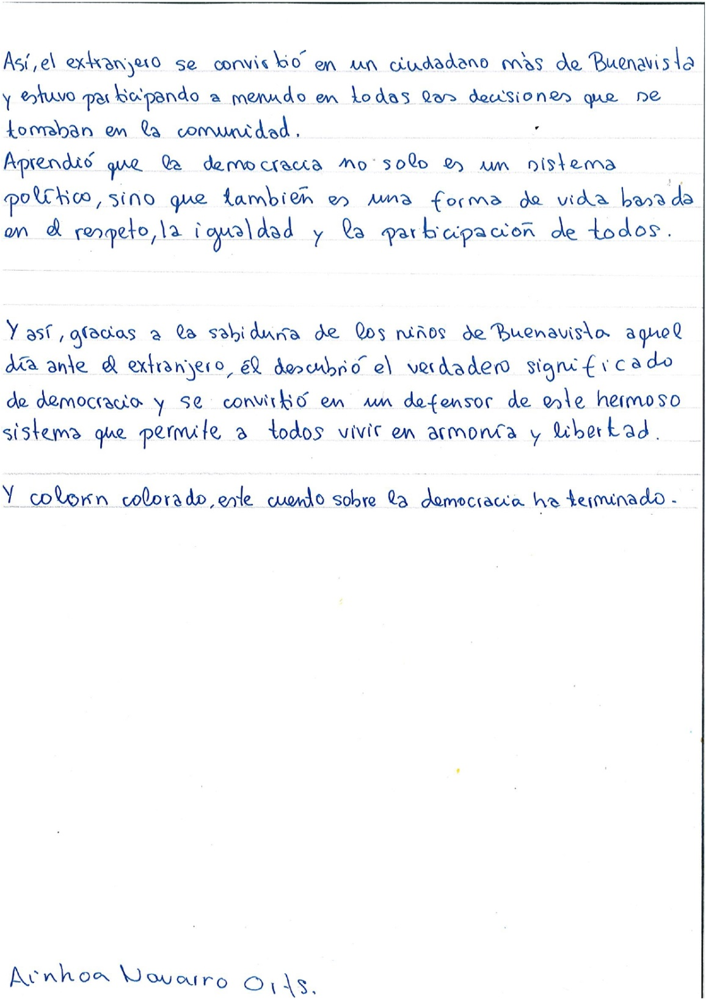 Así, el extranjero se convirtió en un ciudadano más de Buenavista
y estuvo participando a menudo en todas las decisiones que se
tomaban en la comunidad.
Aprendió que la democracia no solo es un sistema
político, sino que también es una forma de vida basada
en el respeto, la igualdad y la participación de todos.
Y así, gracias a la sabiduría de los niños de Buenavista aquel
día ante el extranjero, él descubrió el verdadero significado
de democracia y se convirtió en un defensor de este hermoso
sistema que permite a todos vivir en armonía y libertad.
Y colorín colorado, este cuento sobre la democracia ha terminado.
Ainhoa Navarro Orts.